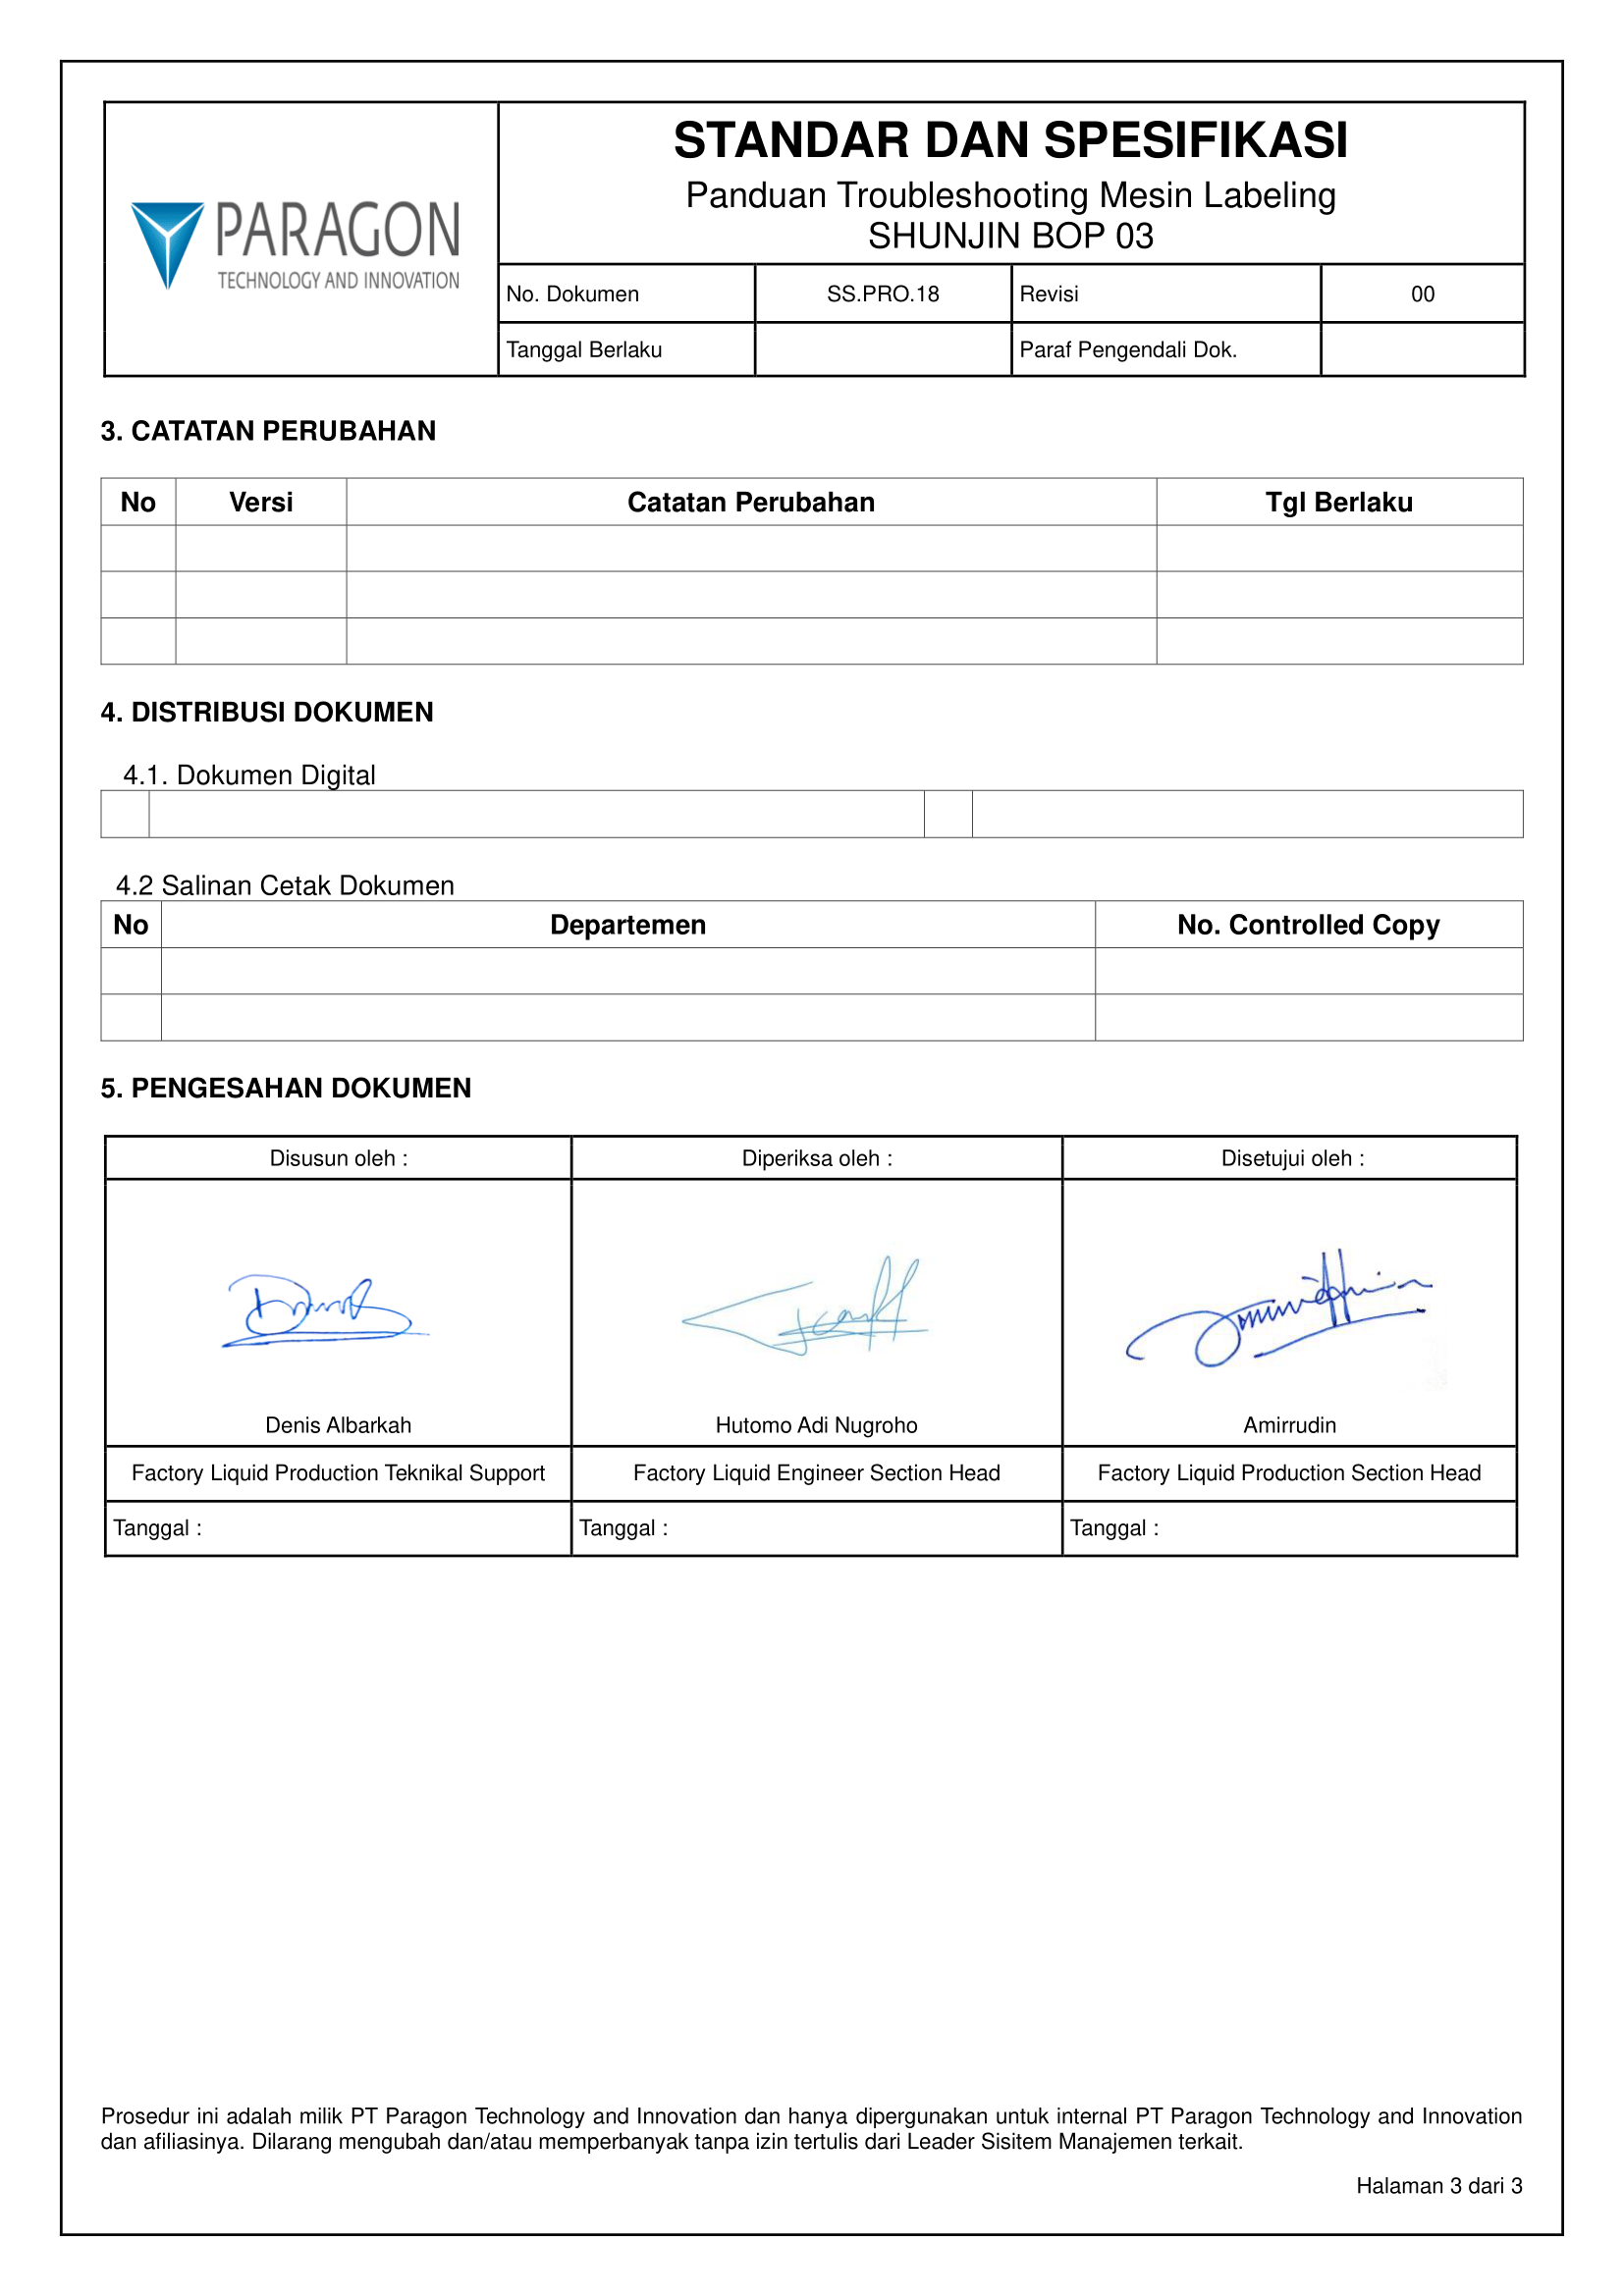 PARAGON
TECHNOLOGY AND INNOVATION
STANDAR DAN SPESIFIKASI
Panduan Troubleshooting Mesin Labeling
SHUNJIN BOP 03
No. Dokumen SS.PRO.18 Revisi 00
Tanggal Berlaku Paraf Pengendali Dok.
3. CATATAN PERUBAHAN
No Versi Catatan Perubahan Tgl Berlaku
4. DISTRIBUSI DOKUMEN
4.1. Dokumen Digital
4.2 Salinan Cetak Dokumen
No Departemen No. Controlled Copy
5. PENGESAHAN DOKUMEN
Disusun oleh : Diperiksa oleh : Disetujui oleh :
Denis Albarkah Hutomo Adi Nugroho Amirrudin
Factory Liquid Production Teknikal Support Factory Liquid Engineer Section Head Factory Liquid Production Section Head
Tanggal : Tanggal : Tanggal :
Prosedur ini adalah milik PT Paragon Technology and Innovation dan hanya dipergunakan untuk internal PT Paragon Technology and Innovation
dan afiliasinya. Dilarang mengubah dan/atau memperbanyak tanpa izin tertulis dari Leader Sisitem Manajemen terkait.
Halaman 3 dari 3